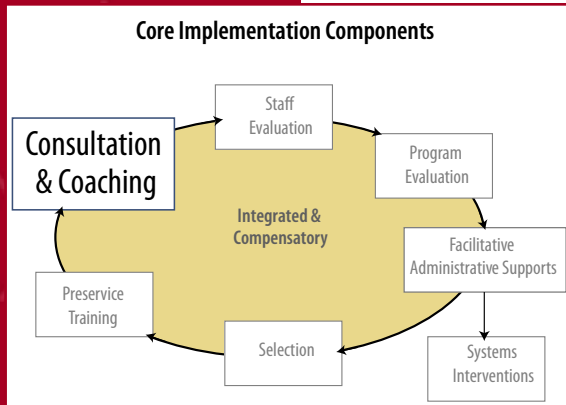 Core Implementation Components
Staff
Evaluation
Consultation
& Coaching
Program
Evaluation
Integrated &
Compensatory
Facilitative
Administrative Supports
Preservice
Training
Selection
Systems
Interventions